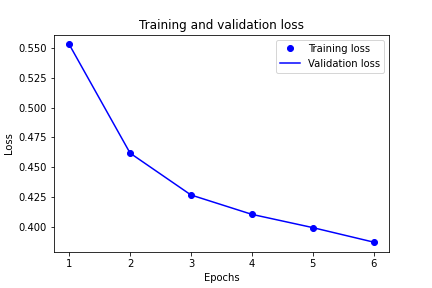 Training and validation loss
Training loss
Validation loss
0.550
0.525
0.500
0.475
0.450
0.425
0.400
Loss
1 2 3 4 5 6
Epochs